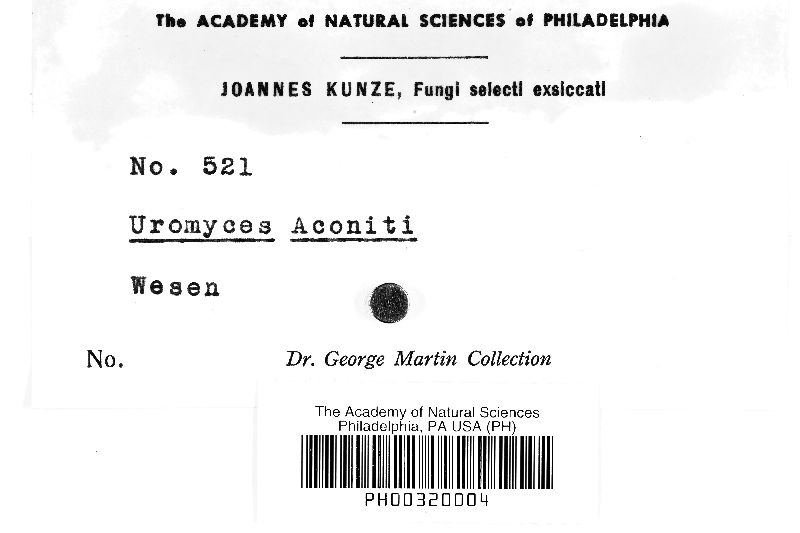 The ACADEMY of NATURAL SCIENCES of PHILADELPHIA
JOANNES KUNZE, Fungi selecti exsiccati
No. 521
Uromyces Aconiti
Wesen
No. Dr. George Martin Collection
The Academy of Natural Sciences
Philadelphia, PA USA (PH)
PH00320004